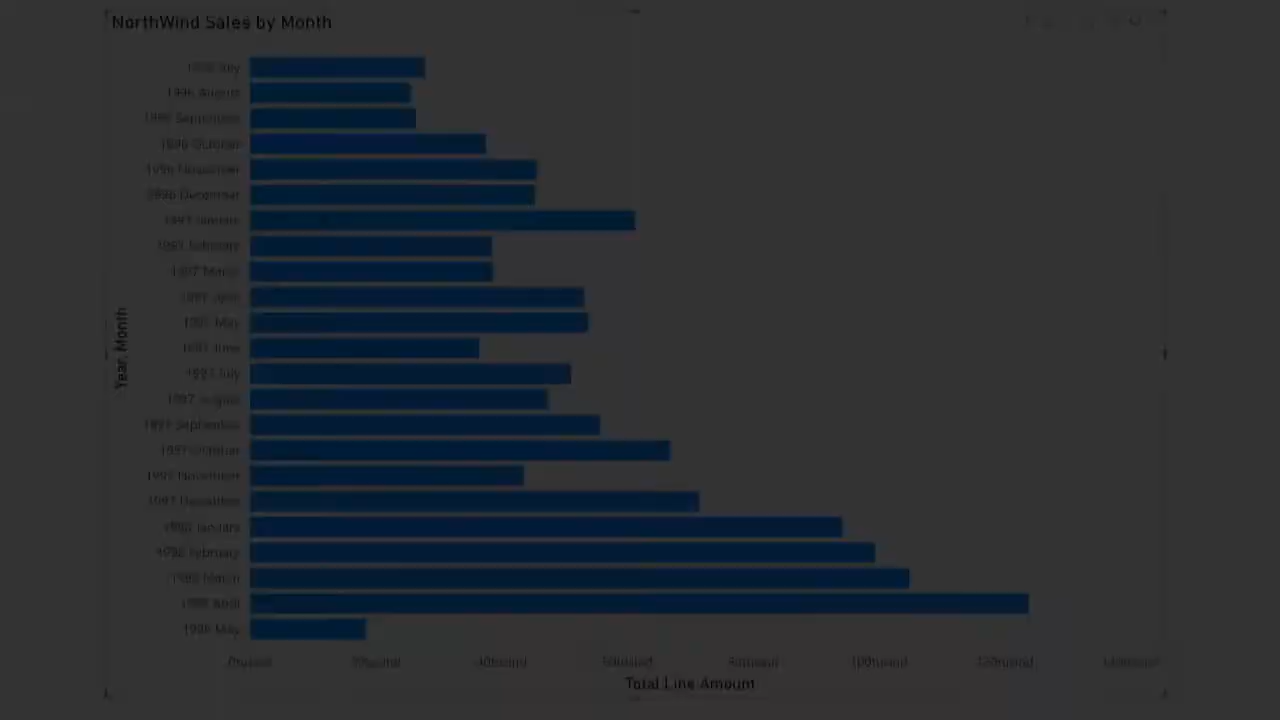 NorthWind Sales by Month
1996 July
1996 August
1996 September
1996 October
1996 November
1996 December
1997 January
1997 February
1997 March
1997 April
1997 May
1997 June
1997 July
1997 August
1997 September
1997 October
1997 November
1997 December
1998 January
1998 February
1998 March
1998 April
1998 May
Year, Month
Total Line Amount